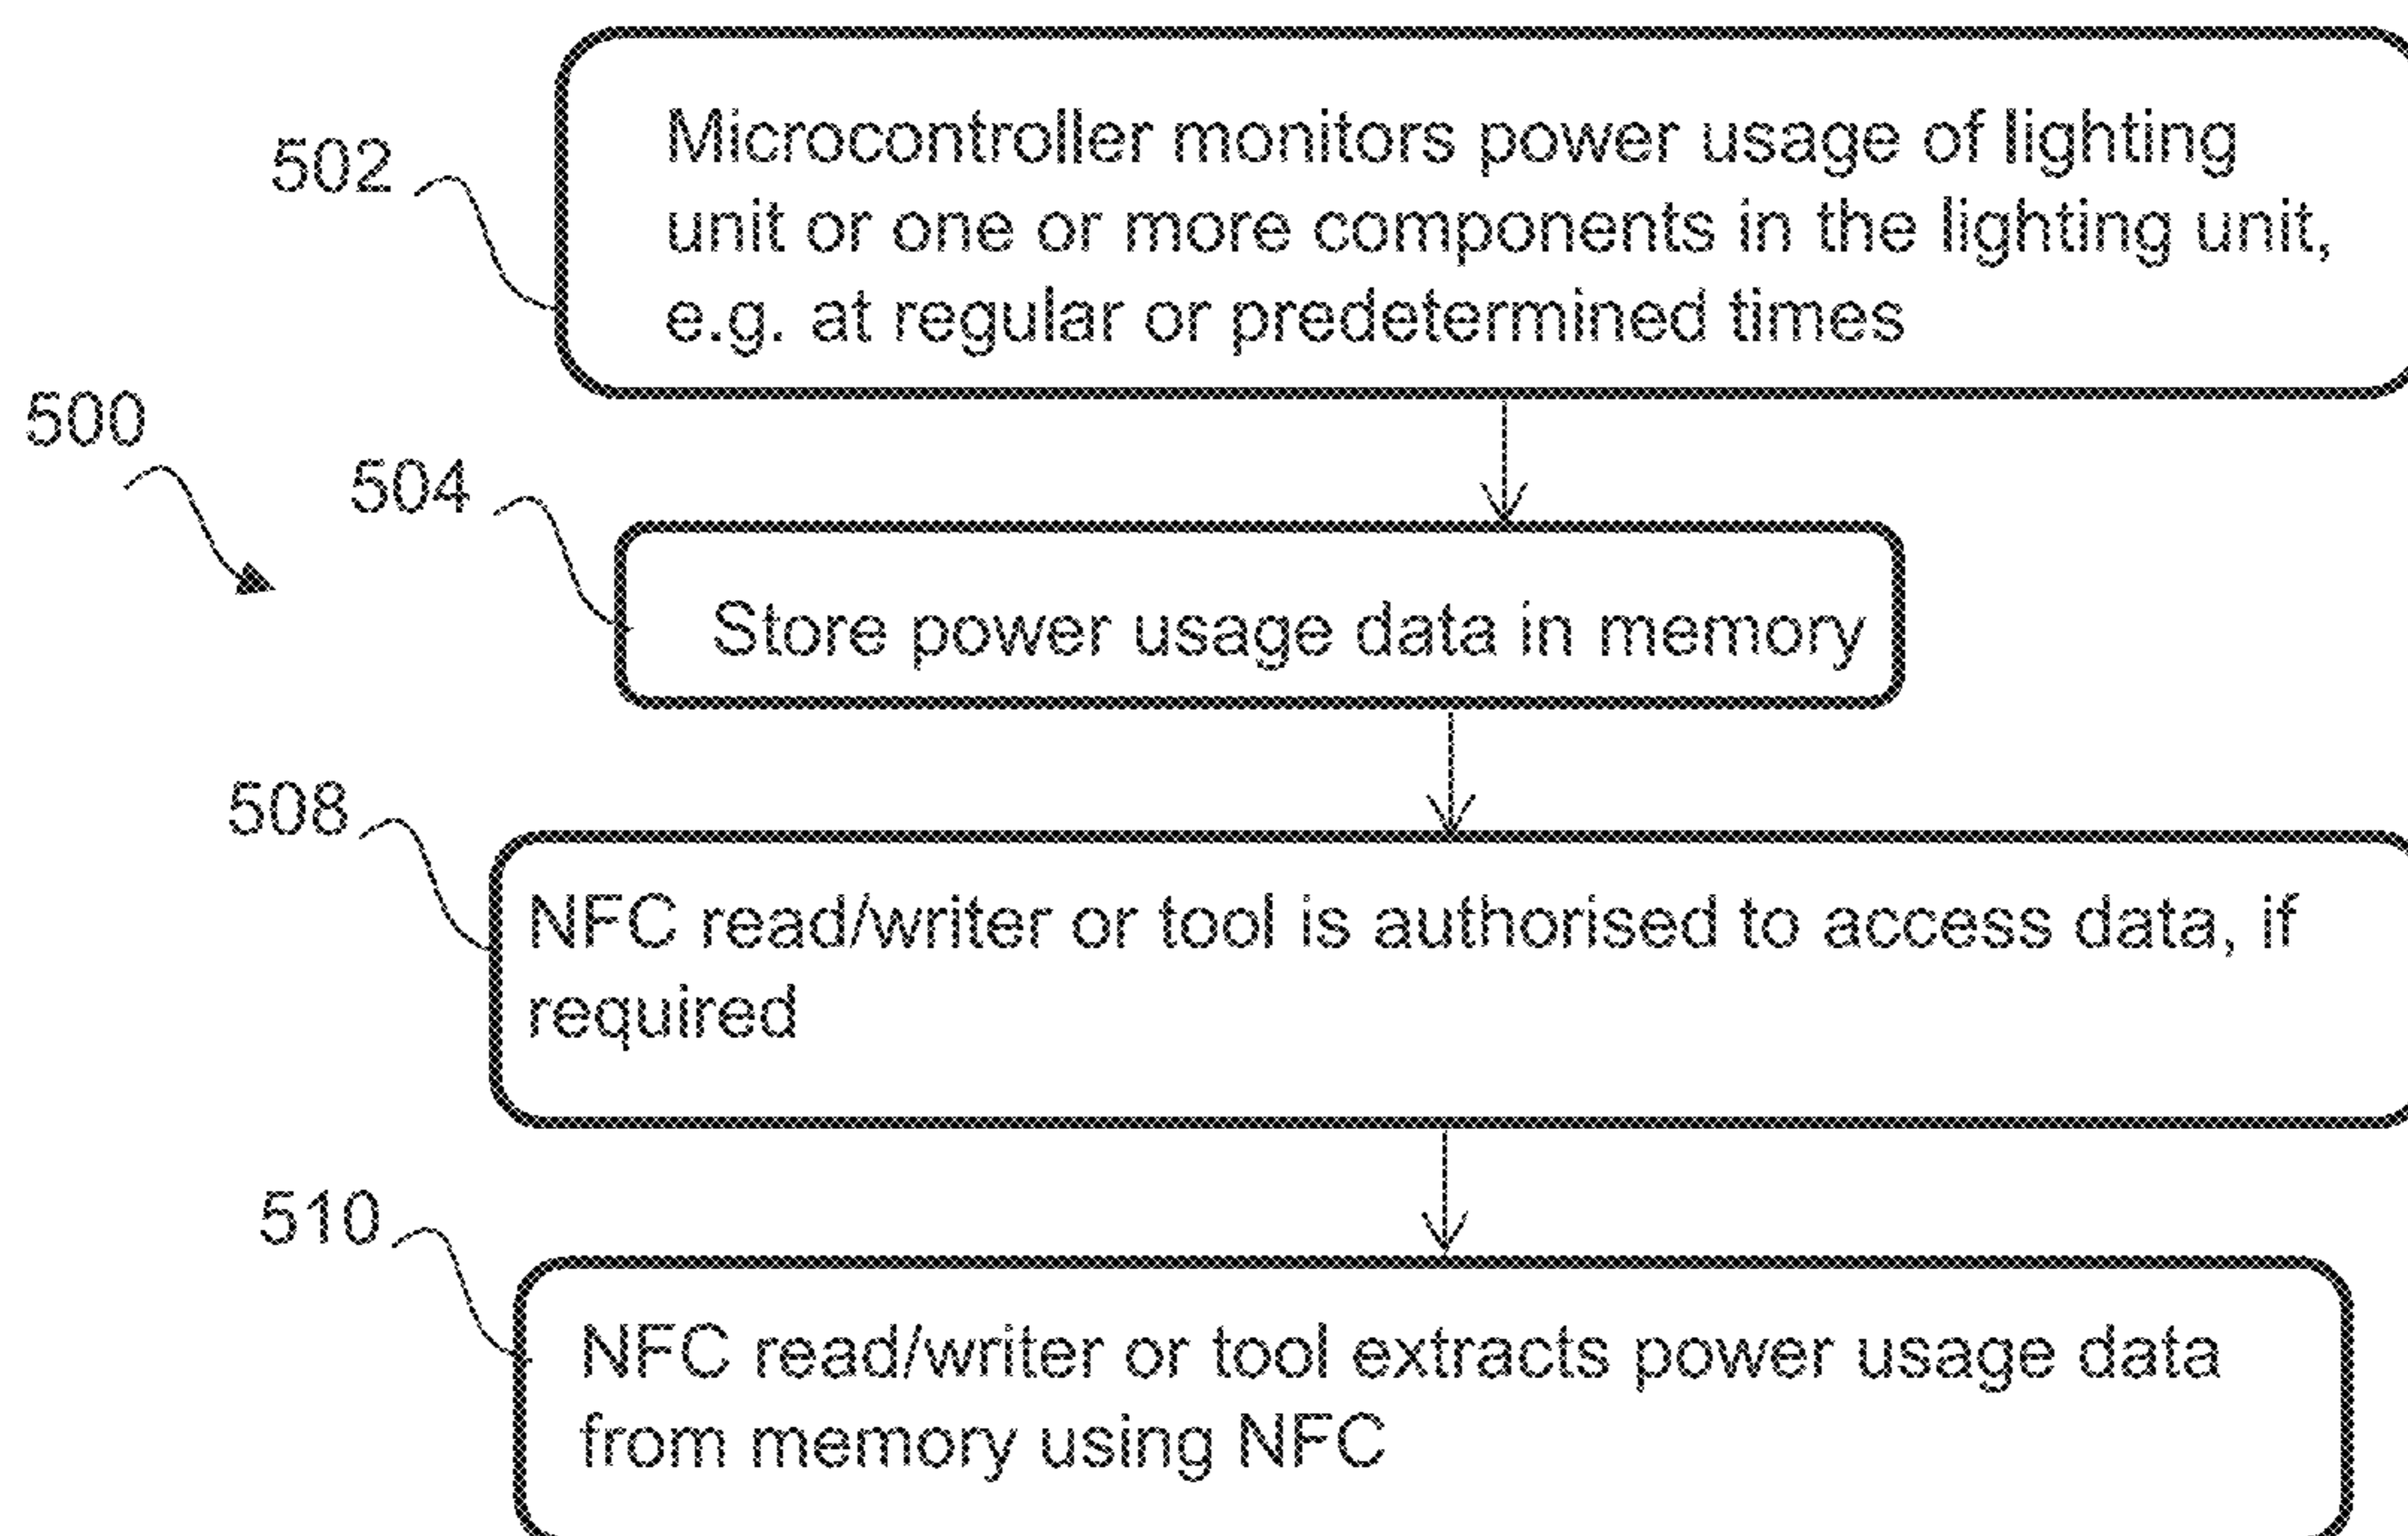 502
Microcontroller monitors power usage of lighting
unit or one or more components in the lighting unit,
e.g. at regular or predetermined times
500
504
Store power usage data in memory
508
NFC read/writer or tool is authorised to access data, if
required
510
NFC read/writer or tool extracts power usage data
from memory using NFC